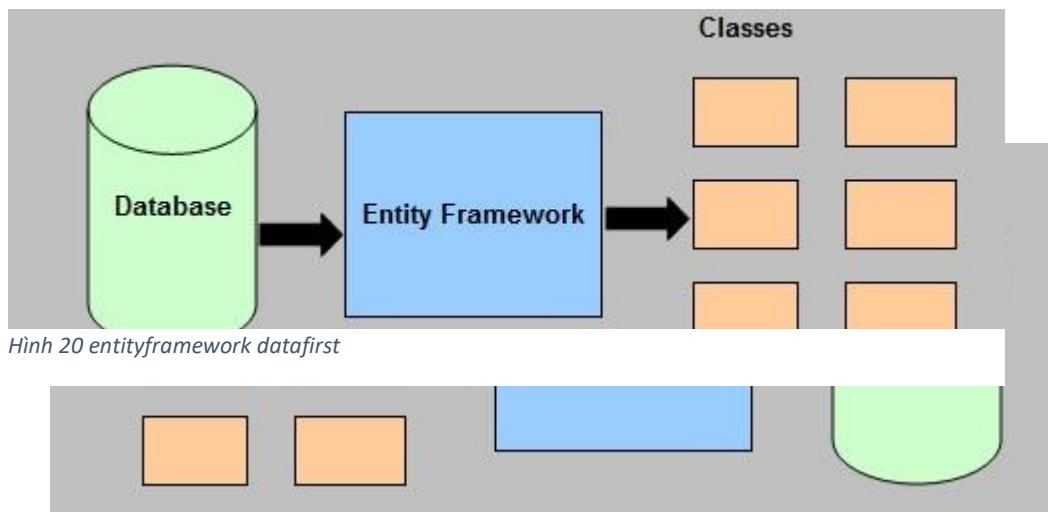 Classes
Database
Entity Framework
Hình 20 entityframework datafirst